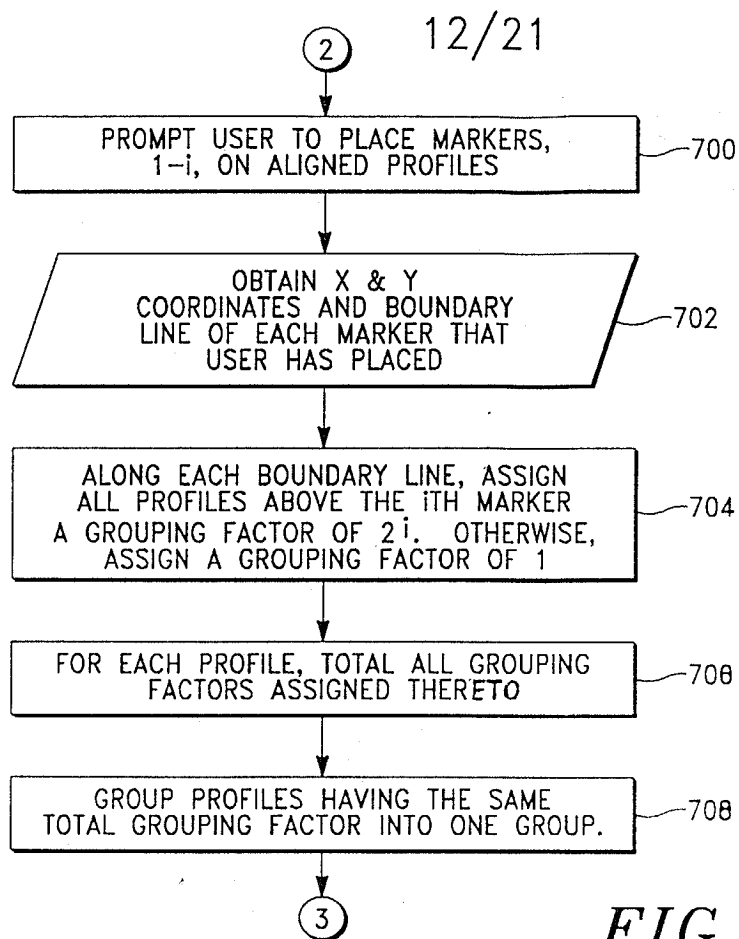 12/21
2
PROMPT USER TO PLACE MARKERS,
1-i, ON ALIGNED PROFILES
700
OBTAIN X & Y
COORDINATES AND BOUNDARY
LINE OF EACH MARKER THAT
USER HAS PLACED
702
ALONG EACH BOUNDARY LINE, ASSIGN
ALL PROFILES ABOVE THE iTH MARKER
A GROUPING FACTOR OF 2ⁱ. OTHERWISE,
ASSIGN A GROUPING FACTOR OF 1
704
FOR EACH PROFILE, TOTAL ALL GROUPING
FACTORS ASSIGNED THERETO
706
GROUP PROFILES HAVING THE SAME
TOTAL GROUPING FACTOR INTO ONE GROUP.
708
3
FIG